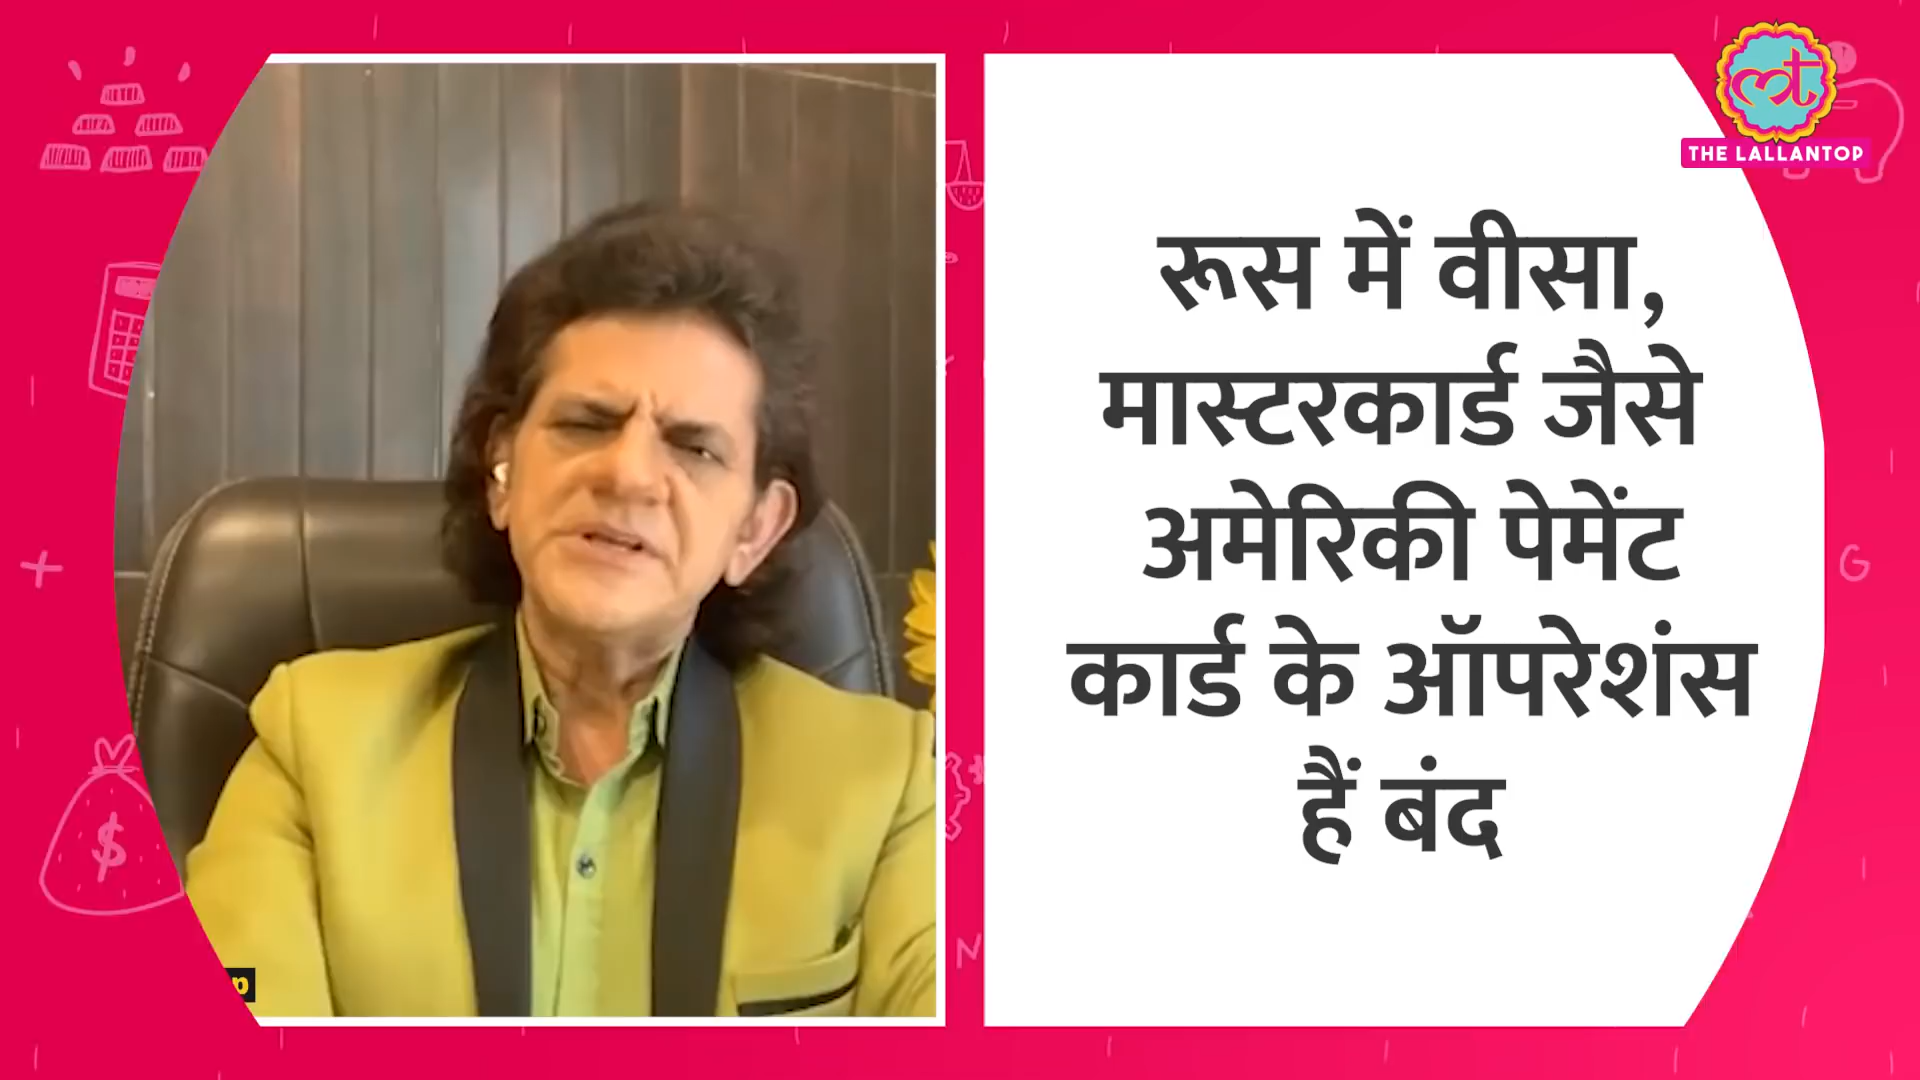 THE LALLANTOP
रूस में वीसा,
मास्टरकार्ड जैसे
अमेरिकी पेमेंट
कार्ड के ऑपरेशंस
हैं बंद
p